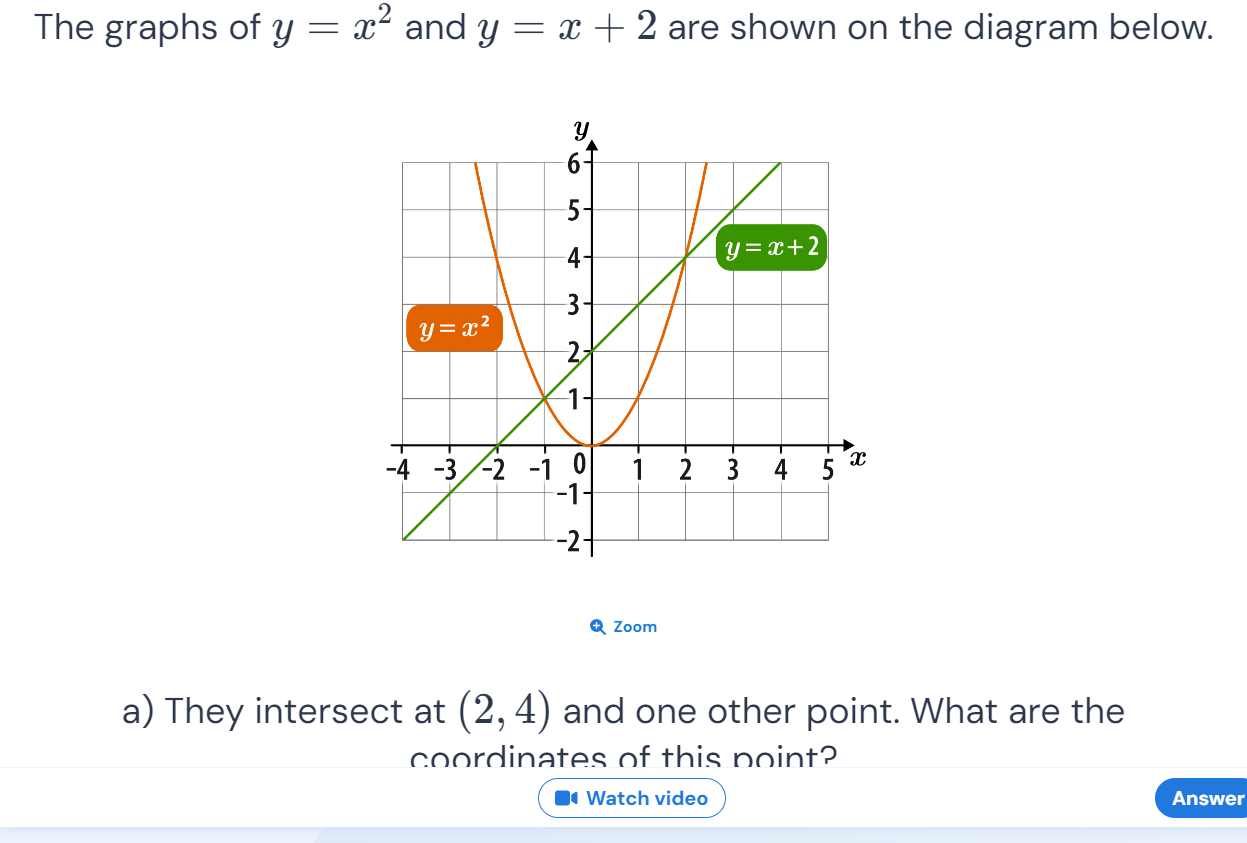 The graphs of y = x² and y = x + 2 are shown on the diagram below.
y
6
5
4
y = x + 2
3
y = x²
2
1
-4 -3 -2 -1 0 1 2 3 4 5 x
-1
-2
Zoom
a) They intersect at (2, 4) and one other point. What are the
coordinates of this point?
Watch video
Answer